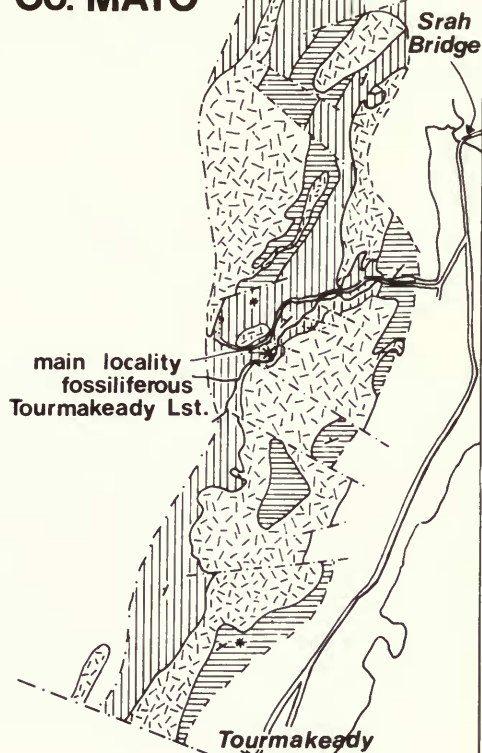 CO. MAYO
Srah
Bridge
main locality
fossiliferous
Tourmakeady Lst.
Tourmakeady